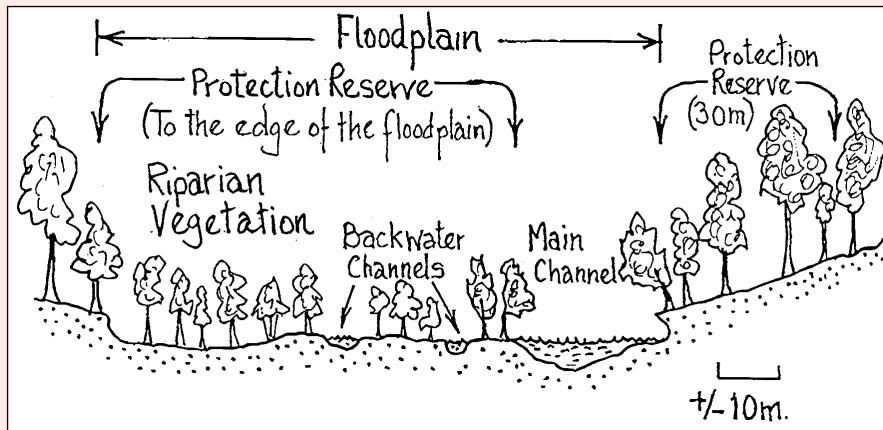 Floodplain
Protection Reserve
(To the edge of the floodplain)
Protection
Reserve
(30m)
Riparian
Vegetation
Backwater
Channels
Main
Channel
+/-10m.